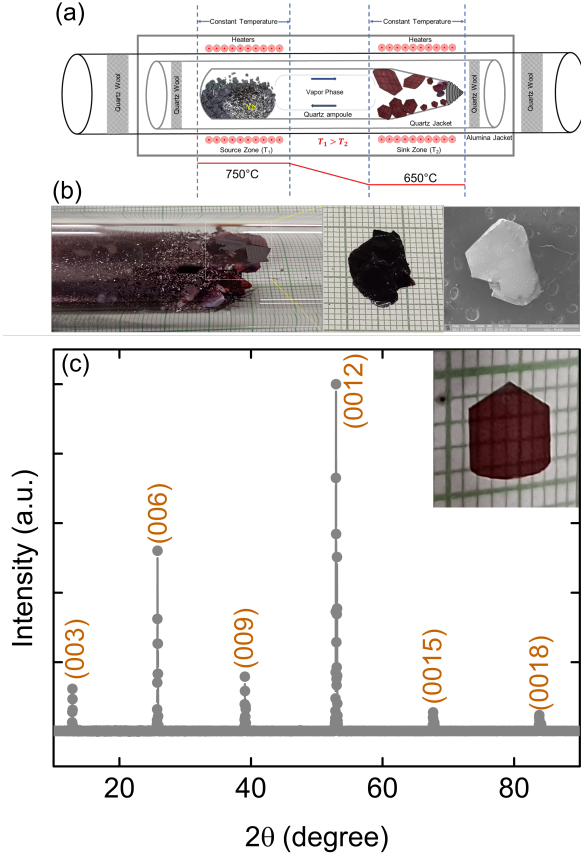 (a)
Constant Temperature
Constant Temperature
Heaters
Heaters
Quartz Wool
Quartz Wool
Vapor Phase
Quartz ampoule
Quartz Jacket
Quartz Wool
Quartz Wool
Alumina Jacket
Source Zone (T₁)
T₁ > T₂
Sink Zone (T₂)
750°C
650°C
(b)
(c)
(003)
(006)
(009)
(0012)
(0015)
(0018)
Intensity (a.u.)
20
40
60
80
2θ (degree)